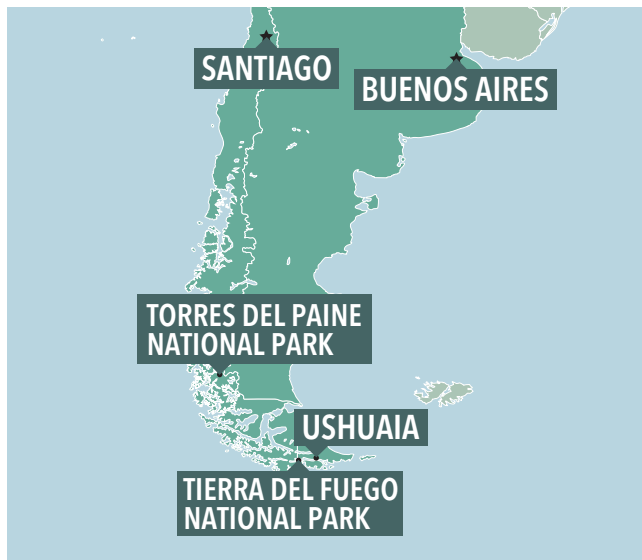 SANTIAGO
BUENOS AIRES
TORRES DEL PAINE
NATIONAL PARK
USHUAIA
TIERRA DEL FUEGO
NATIONAL PARK